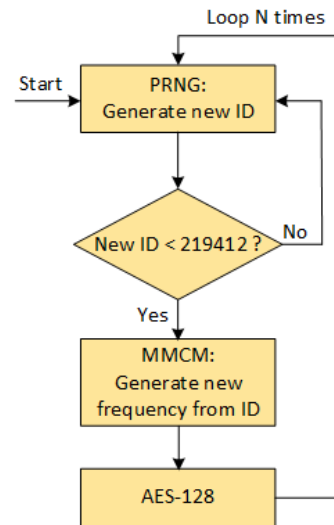 Loop N times
Start
PRNG:
Generate new ID
New ID < 219412 ?
No
Yes
MMCM:
Generate new
frequency from ID
AES-128